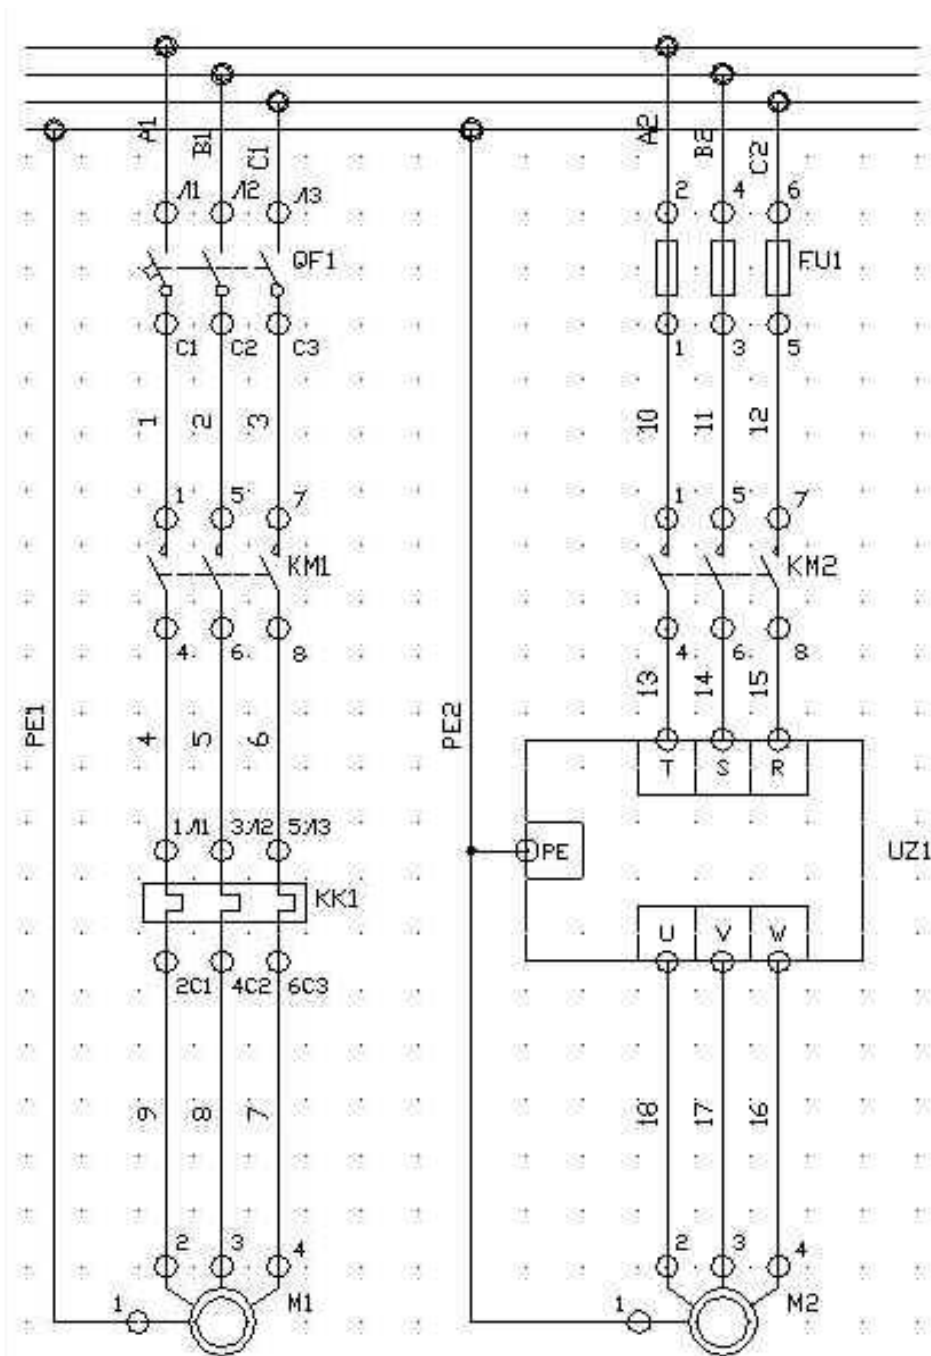 A1 B1 C1 A2 B2 C2
Л1 Л2 Л3 2 4 6
QF1 FU1
C1 C2 C3 1 3 5
1 2 3 10 11 12
1 5 7 1 5 7
KM1 KM2
4 6 8 4 6 8
13 14 15
PE1 4 5 6 PE2
T S R
1Л1 3Л2 5Л3 PE UZ1
KK1
U V W
2C1 4C2 6C3
9 8 7 18 17 16
2 3 4 2 3 4
1 M1 1 M2